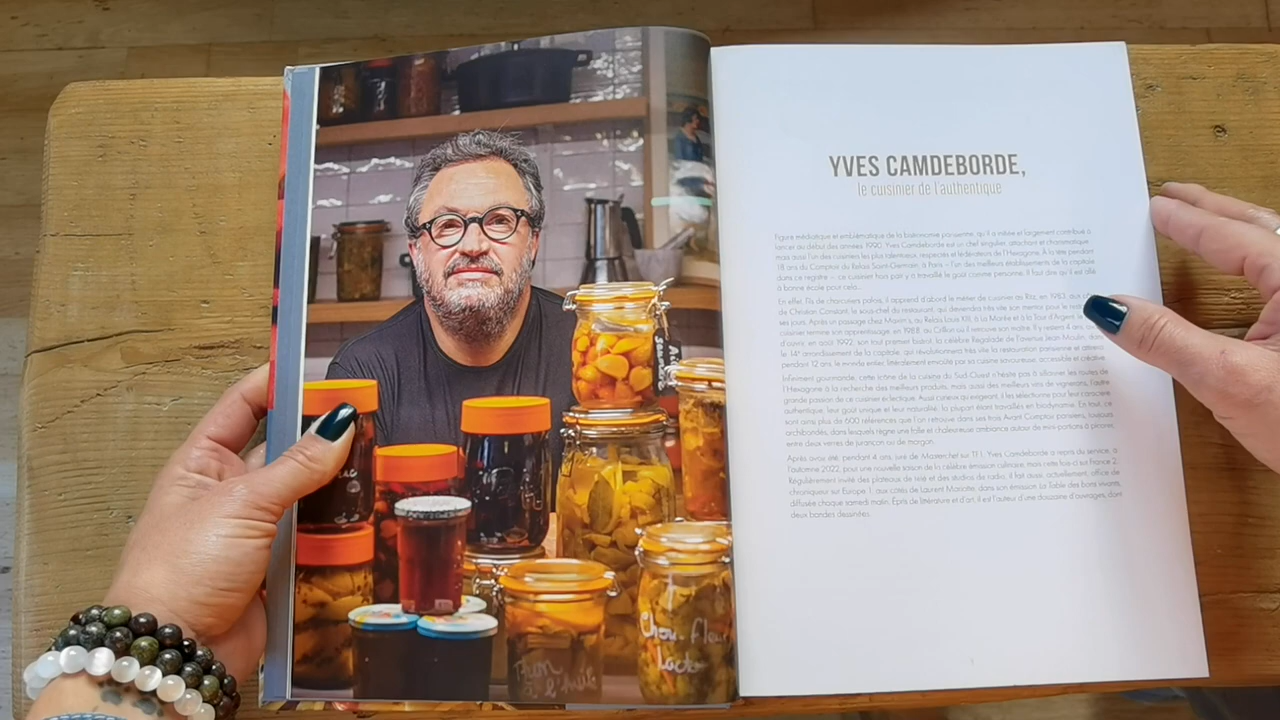 YVES CAMDEBORDE,
le cuisinier de l'authentique
Figure médiatique et emblématique de la bistronomie parisienne, qu'il a initiée et largement contribué à
lancer au début des années 1990, Yves Camdeborde est un chef singulier, attachant et charismatique
mais aussi l'un des cuisiniers les plus talentueux, respectés et fédérateurs de l'Hexagone. À la tête pendant
18 ans du Comptoir du Relais Saint-Germain, à Paris – l'un des meilleurs établissements de la capitale
dans ce registre –, ce cuisinier hors pair y a travaillé le goût comme personne. Il faut dire qu'il est allé
à bonne école pour cela...
En effet, fils de charcutiers palois, il apprend d'abord le métier de cuisinier au Ritz, en 1983, aux
de Christian Constant, le sous-chef du restaurant, qui deviendra très vite son mentor pour le
ses jours. Après un passage chez Maxim's, au Relais Louis XIII, à la Marée et à la Tour d'Argent, le
cuisinier termine son apprentissage, en 1988, au Crillon où il retrouve son maître. Il y restera 4 ans,
d'ouvrir, en août 1992, son tout premier bistrot, la célèbre Régalade de l'avenue Jean Moulin, dans
le 14e arrondissement de la capitale, qui révolutionnera très vite la restauration parisienne et attirera,
pendant 12 ans, le monde entier, littéralement envoûté par sa cuisine savoureuse, accessible et créative.
Infiniment gourmande, cette icône de la cuisine du Sud-Ouest n'hésite pas à sillonner les routes de
l'Hexagone à la recherche des meilleurs produits, mais aussi des meilleurs vins de vignerons, l'autre
grande passion de ce cuisinier éclectique. Aussi curieux qu'exigeant, il les sélectionne pour leur caractère
authentique, leur goût unique et leur naturalité, la plupart étant travaillés en biodynamie. En tout, ce
sont ainsi plus de 600 références que l'on retrouve dans ses trois Avant Comptoir parisiens, toujours
archibondés, dans lesquels règne une folle et chaleureuse ambiance autour de mini-portions à picorer,
entre deux verres de jurançon ou de morgon.
Après avoir été, pendant 4 ans, juré de Masterchef sur TF1, Yves Camdeborde a repris du service, à
l'automne 2022, pour une nouvelle saison de la célèbre émission culinaire, mais cette fois-ci sur France 2.
Régulièrement invité des plateaux de télé et des studios de radio, il fait aussi, actuellement, office de
chroniqueur sur Europe 1, aux côtés de Laurent Mariotte, dans son émission La Table des bons vivants,
diffusée chaque samedi matin. Épris de littérature et d'art, il est l'auteur d'une douzaine d'ouvrages, dont
deux bandes dessinées.
Chou-fleur